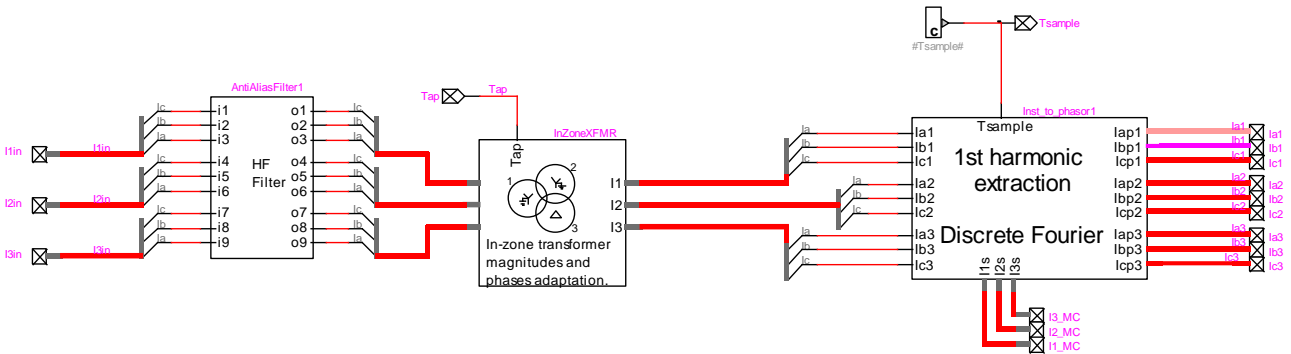 C
#Tsample#
Tsample
AntiAliasFilter1
Ic
Ib
Ia
Ic
Ib
Ia
Ic
Ib
Ia
I1in
I1in
I2in
I2in
I3in
I3in
i1
i2
i3
i4
i5
i6
i7
i8
i9
HF
Filter
o1
o2
o3
o4
o5
o6
o7
o8
o9
Ic
Ib
Ia
Ic
Ib
Ia
Ic
Ib
Ia
Tap
Tap
InZoneXFMR
Tap
1
2
3
I1
I2
I3
In-zone transformer
magnitudes and
phases adaptation.
Ia
Ib
Ic
Ia
Ib
Ic
Ia
Ib
Ic
Inst_to_phasor1
Tsample
Ia1
Ib1
Ic1
Ia2
Ib2
Ic2
Ia3
Ib3
Ic3
1st harmonic
extraction
Discrete Fourier
I1s
I2s
I3s
Iap1
Ibp1
Icp1
Iap2
Ibp2
Icp2
Iap3
Ibp3
Icp3
Ia1
Ib1
Ic1
Ia2
Ib2
Ic2
Ia3
Ib3
Ic3
Ia1
Ib1
Ic1
Ia2
Ib2
Ic2
Ia3
Ib3
Ic3
I3_MC
I2_MC
I1_MC